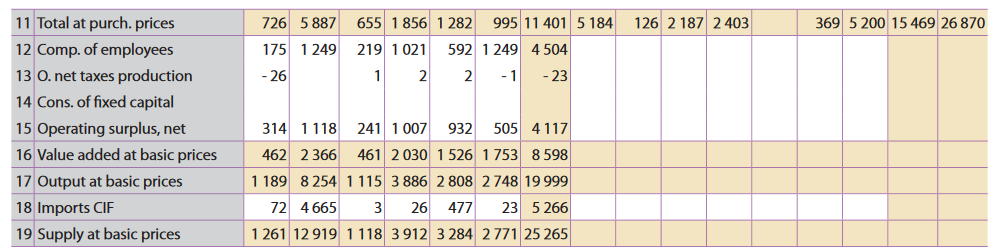 11 Total at purch. prices 726 5 887 655 1 856 1 282 995 11 401 5 184 126 2 187 2 403 369 5 200 15 469 26 870
12 Comp. of employees 175 1 249 219 1 021 592 1 249 4 504
13 O. net taxes production - 26 1 2 2 - 1 - 23
14 Cons. of fixed capital
15 Operating surplus, net 314 1 118 241 1 007 932 505 4 117
16 Value added at basic prices 462 2 366 461 2 030 1 526 1 753 8 598
17 Output at basic prices 1 189 8 254 1 115 3 886 2 808 2 748 19 999
18 Imports CIF 72 4 665 3 26 477 23 5 266
19 Supply at basic prices 1 261 12 919 1 118 3 912 3 284 2 771 25 265